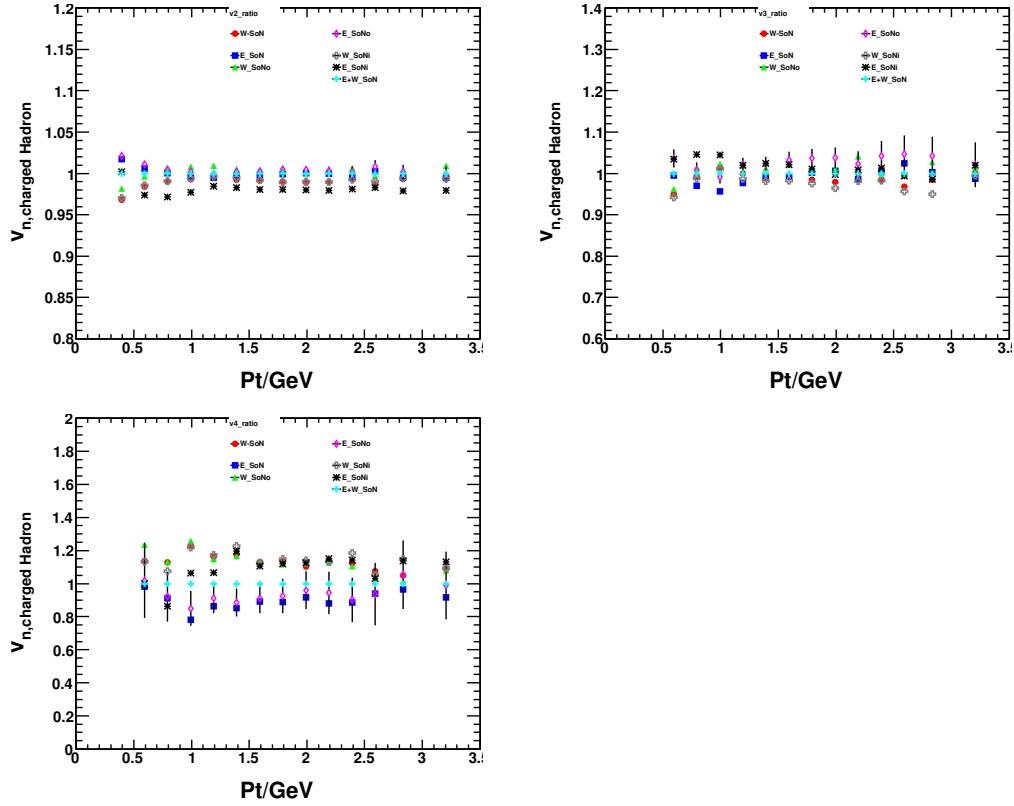 v2_ratio
W-SoN
E_SoNo
E_SoN
W_SoNi
W_SoNo
E_SoNi
E+W_SoN
1.2
1.15
1.1
1.05
1
0.95
0.9
0.85
0.8
0
0.5
1
1.5
2
2.5
3
3.5
Vn,charged Hadron
Pt/GeV
v3_ratio
W-SoN
E_SoNo
E_SoN
W_SoNi
W_SoNo
E_SoNi
E+W_SoN
1.4
1.3
1.2
1.1
1
0.9
0.8
0.7
0.6
0
0.5
1
1.5
2
2.5
3
3.5
Vn,charged Hadron
Pt/GeV
v4_ratio
W-SoN
E_SoNo
E_SoN
W_SoNi
W_SoNo
E_SoNi
E+W_SoN
2
1.8
1.6
1.4
1.2
1
0.8
0.6
0.4
0.2
0
0
0.5
1
1.5
2
2.5
3
3.5
Vn,charged Hadron
Pt/GeV